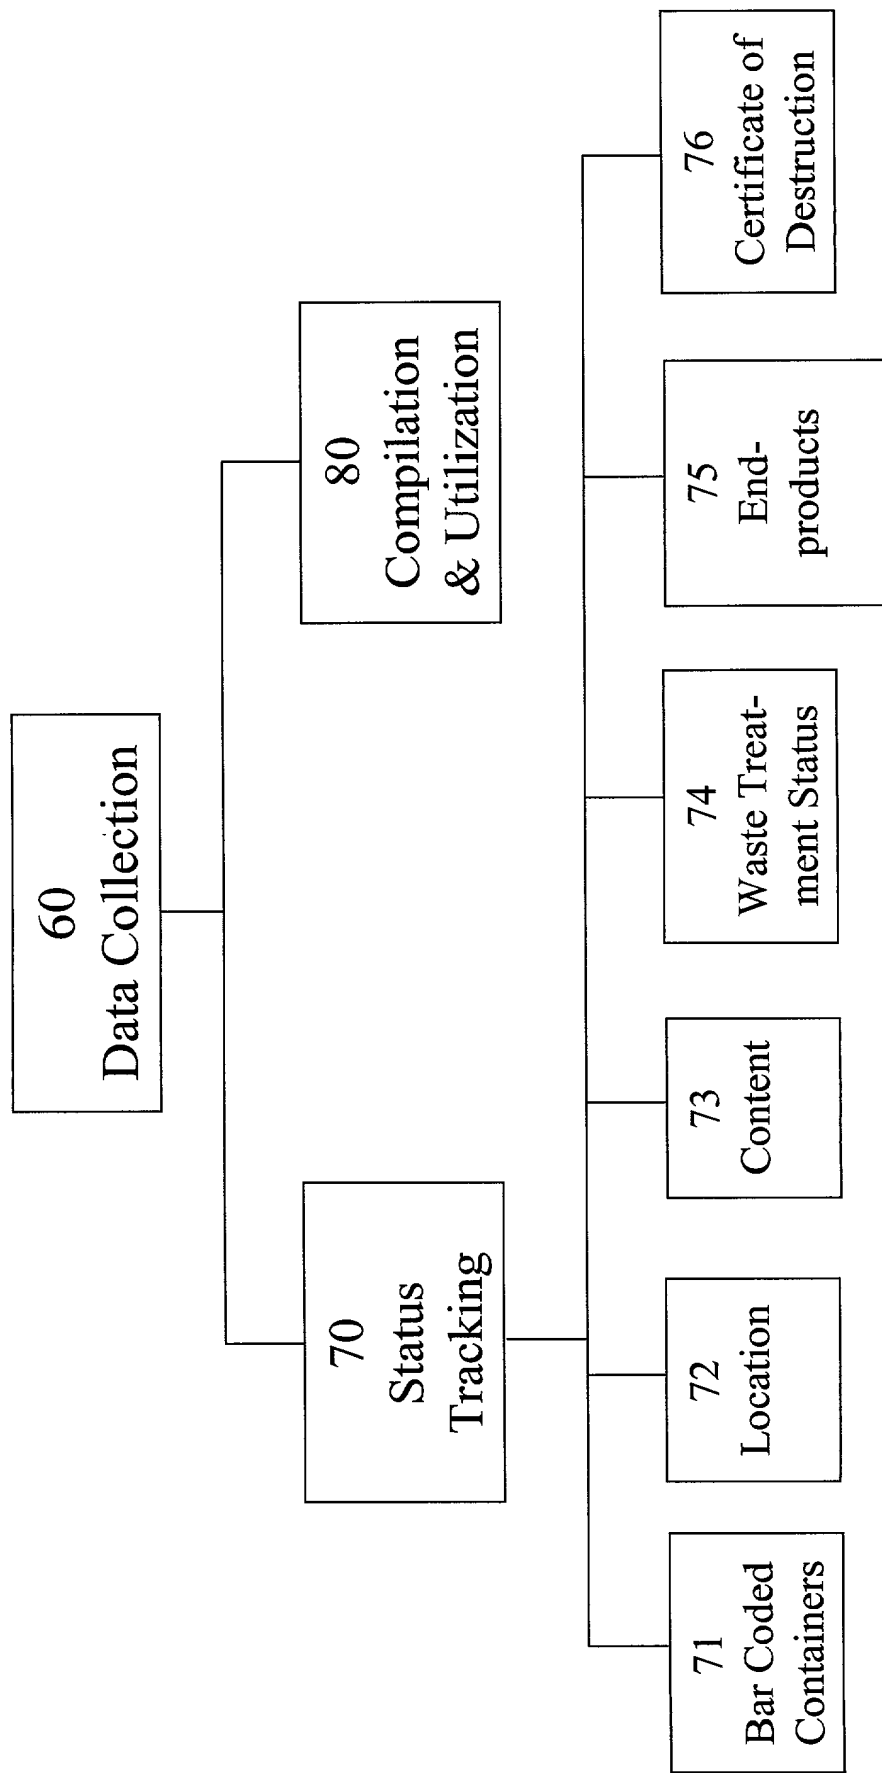 60
Data Collection
70
Status
Tracking
80
Compilation
& Utilization
71
Bar Coded
Containers
72
Location
73
Content
74
Waste Treat-
ment Status
75
End-
products
76
Certificate of
Destruction